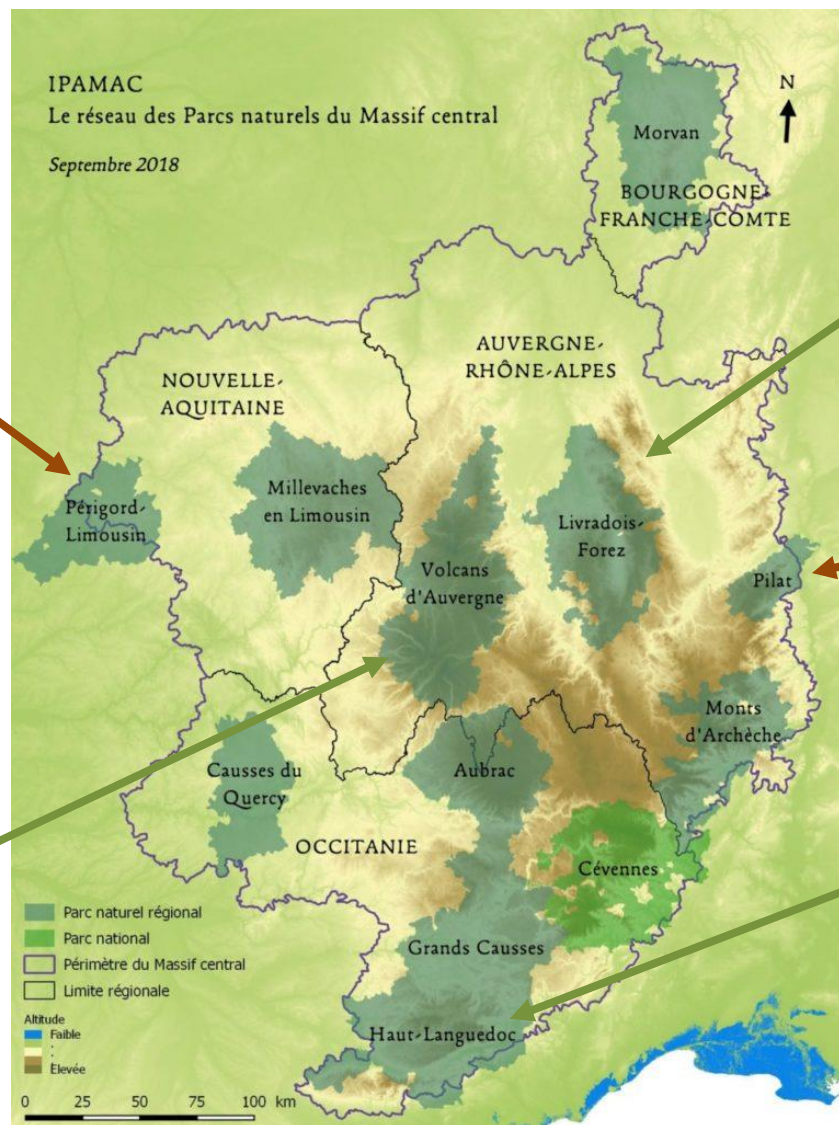 IPAMAC
Le réseau des Parcs naturels du Massif central
Septembre 2018
N
Morvan
BOURGOGNE-
FRANCHE-COMTE
AUVERGNE-
RHÔNE-ALPES
NOUVELLE-
AQUITAINE
Périgord-
Limousin
Millevaches
en Limousin
Livradois-
Forez
Volcans
d'Auvergne
Pilat
Monts
d'Archèche
Aubrac
Causses du
Quercy
OCCITANIE
Cévennes
Grands Causses
Haut-Languedoc
Parc naturel régional
Parc national
Périmètre du Massif central
Limite régionale
Altitude
Faible
:
:
Elevée
0 25 50 75 100 km